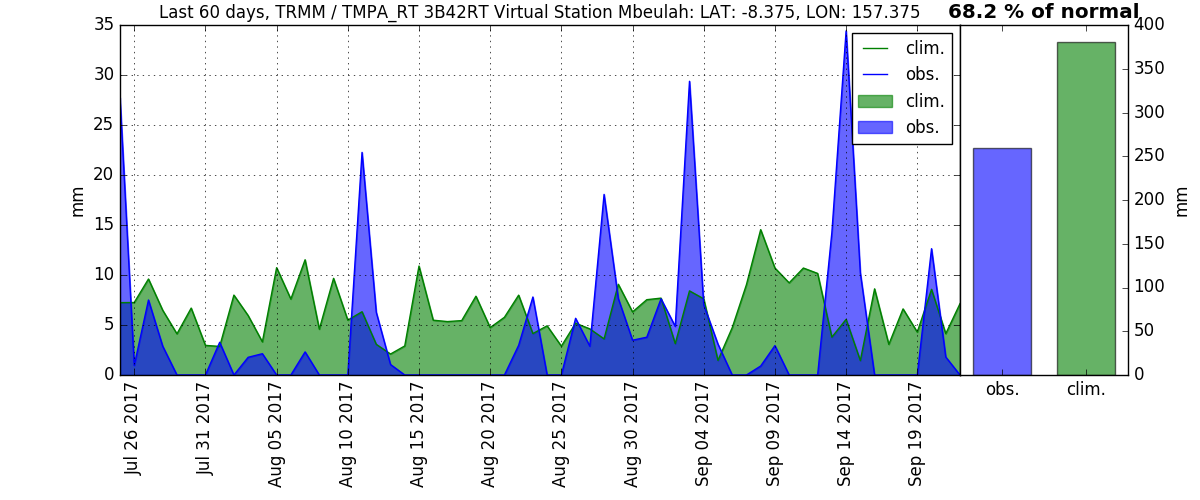 Last 60 days, TRMM / TMPA_RT 3B42RT Virtual Station Mbeulah: LAT: -8.375, LON: 157.375
68.2 % of normal
35
30
25
20
15
10
5
0
mm
clim.
obs.
clim.
obs.
Jul 26 2017
Jul 31 2017
Aug 05 2017
Aug 10 2017
Aug 15 2017
Aug 20 2017
Aug 25 2017
Aug 30 2017
Sep 04 2017
Sep 09 2017
Sep 14 2017
Sep 19 2017
400
350
300
250
200
150
100
50
0
mm
obs.
clim.